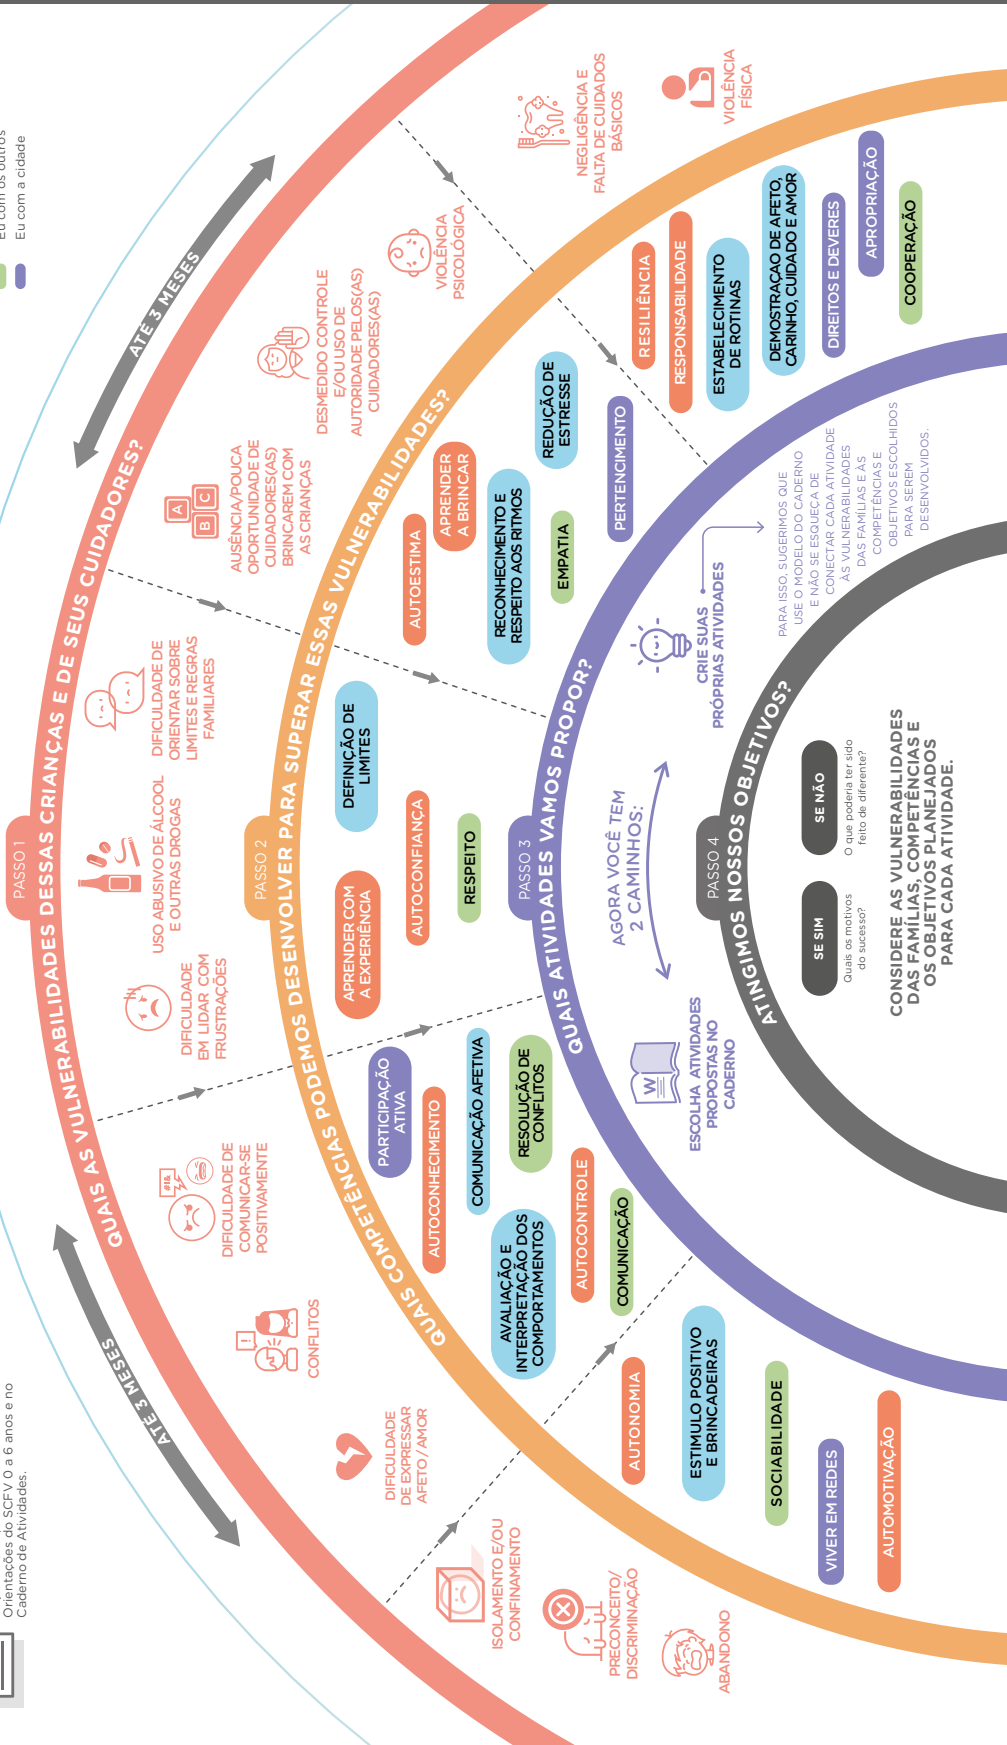 Orientações do SCFV 0 a 6 anos e no
Caderno de Atividades.
Eu com os outros
Eu com a cidade
ATÉ 3 MESES
ATÉ 3 MESES
PASSO 1
QUAIS AS VULNERABILIDADES DESSAS CRIANÇAS E DE SEUS CUIDADORES?
ABANDONO
PRECONCEITO/
DISCRIMINAÇÃO
ISOLAMENTO E/OU
CONFINAMENTO
DIFICULDADE
DE EXPRESSAR
AFETO / AMOR
!
CONFLITOS
#!&
DIFICULDADE DE
COMUNICAR-SE
POSITIVAMENTE
DIFICULDADE
EM LIDAR COM
FRUSTRAÇÕES
USO ABUSIVO DE ÁLCOOL
E OUTRAS DROGAS
DIFICULDADE DE
ORIENTAR SOBRE
LIMITES E REGRAS
FAMILIARES
A
B C
AUSÊNCIA/POUCA
OPORTUNIDADE DE
CUIDADORES(AS)
BRINCAREM COM
AS CRIANÇAS
DESMEDIDO CONTROLE
E/OU USO DE
AUTORIDADE PELOS(AS)
CUIDADORES(AS)
VIOLÊNCIA
PSICOLÓGICA
NEGLIGÊNCIA E
FALTA DE CUIDADOS
BÁSICOS
VIOLÊNCIA
FÍSICA
PASSO 2
QUAIS COMPETÊNCIAS PODEMOS DESENVOLVER PARA SUPERAR ESSAS VULNERABILIDADES?
AUTONOMIA
ESTIMULO POSITIVO
E BRINCADEIRAS
SOCIABILIDADE
VIVER EM REDES
AUTOMOTIVAÇÃO
PARTICIPAÇÃO
ATIVA
AUTOCONHECIMENTO
COMUNICAÇÃO AFETIVA
AVALIAÇÃO E
INTERPRETAÇÃO DOS
COMPORTAMENTOS
RESOLUÇÃO DE
CONFLITOS
AUTOCONTROLE
COMUNICAÇÃO
APRENDER COM
A EXPERIÊNCIA
DEFINIÇÃO DE
LIMITES
AUTOCONFIANÇA
RESPEITO
AUTOESTIMA
APRENDER
A BRINCAR
RECONHECIMENTO E
RESPEITO AOS RITMOS
REDUÇÃO DE
ESTRESSE
EMPATIA
PERTENCIMENTO
RESILIÊNCIA
RESPONSABILIDADE
ESTABELECIMENTO
DE ROTINAS
DEMOSTRAÇAO DE AFETO,
CARINHO, CUIDADO E AMOR
DIREITOS E DEVERES
APROPRIAÇÃO
COOPERAÇÃO
PASSO 3
QUAIS ATIVIDADES VAMOS PROPOR?
AGORA VOCÊ TEM
2 CAMINHOS:
W
ESCOLHA ATIVIDADES
PROPOSTAS NO
CADERNO
CRIE SUAS
PRÓPRIAS ATIVIDADES
PARA ISSO, SUGERIMOS QUE
USE O MODELO DO CADERNO
E NÃO SE ESQUEÇA DE
CONECTAR CADA ATIVIDADE
ÀS VULNERABILIDADES
DAS FAMÍLIAS E ÀS
COMPETÊNCIAS E
OBJETIVOS ESCOLHIDOS
PARA SEREM
DESENVOLVIDOS.
PASSO 4
ATINGIMOS NOSSOS OBJETIVOS?
SE SIM
Quais os motivos
do sucesso?
SE NÃO
O que poderia ter sido
feito de diferente?
CONSIDERE AS VULNERABILIDADES
DAS FAMÍLIAS, COMPETÊNCIAS E
OS OBJETIVOS PLANEJADOS
PARA CADA ATIVIDADE.